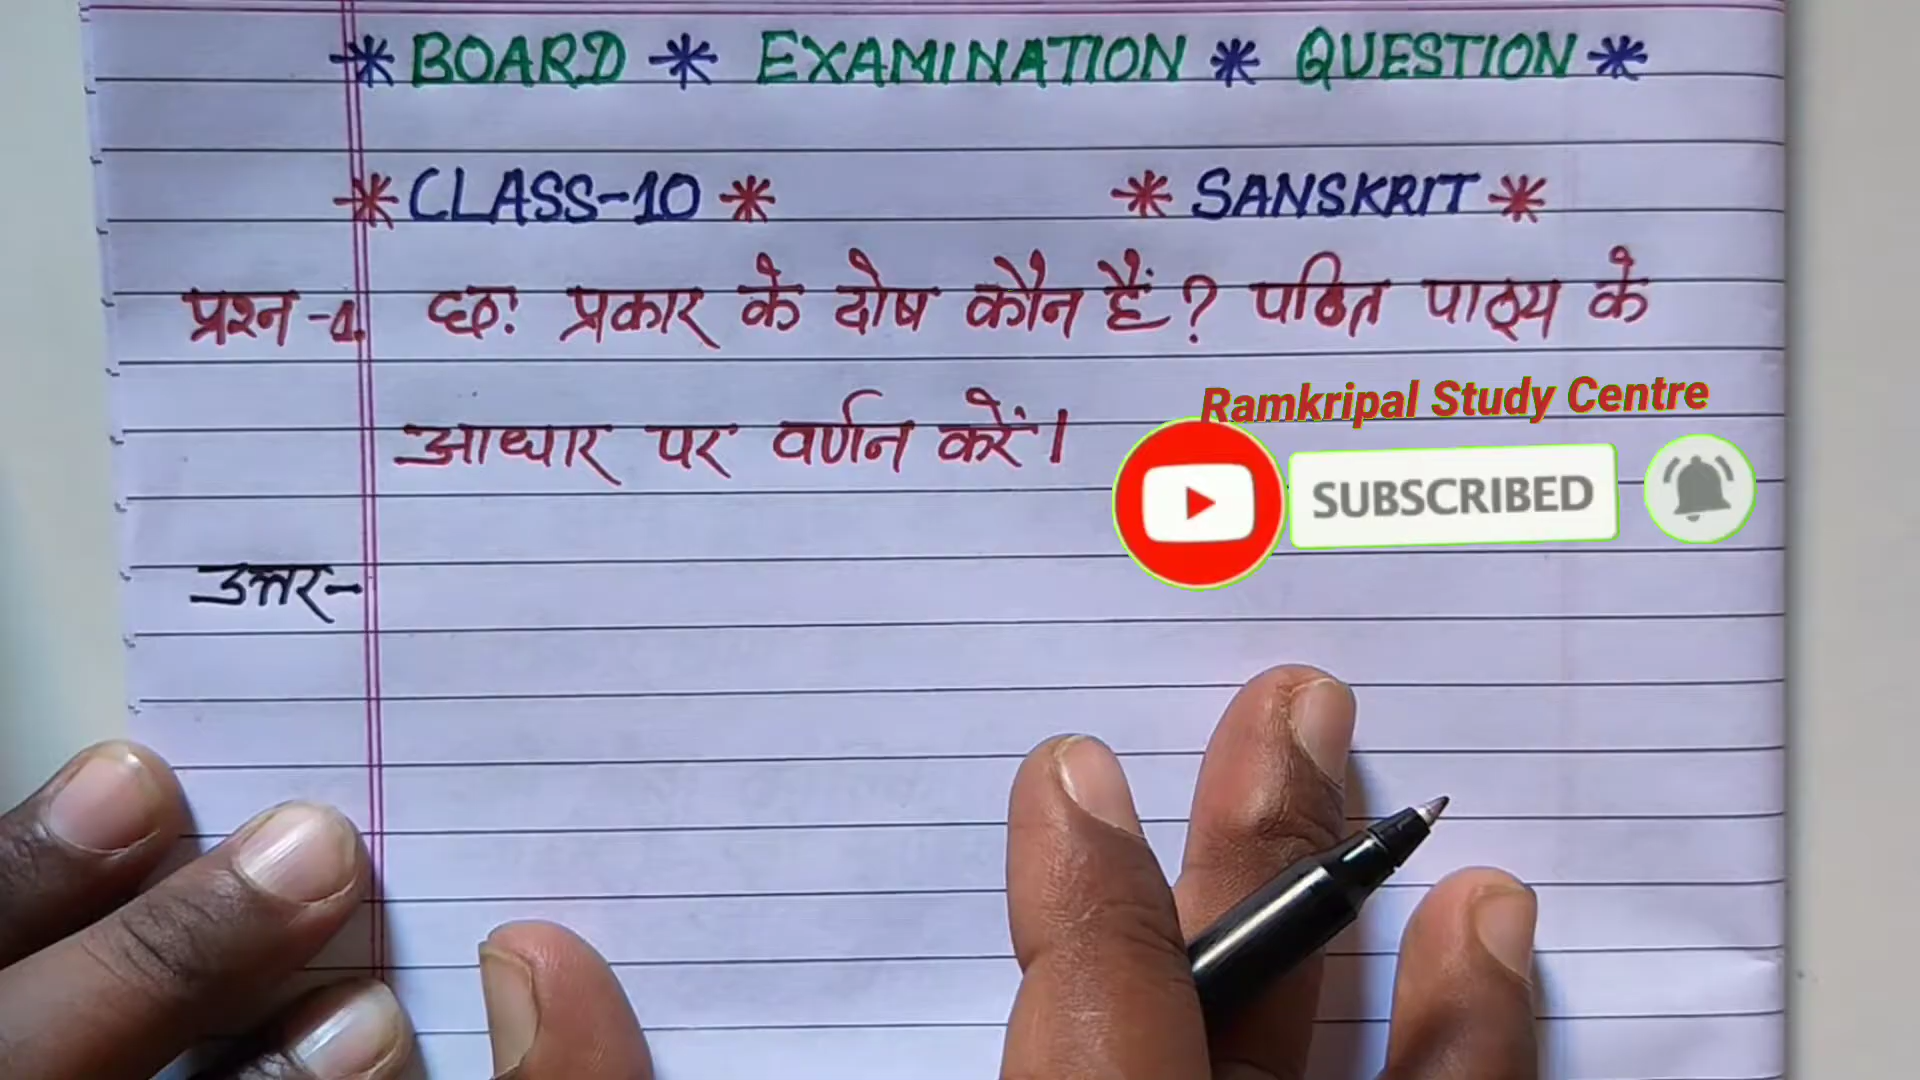 * BOARD * EXAMINATION * QUESTION *
* CLASS-10 * * SANSKRIT *
प्रश्न-1. छः प्रकार के दोष कौन हैं? पठित पाठ्य के
आधार पर वर्णन करें।
Ramkripal Study Centre
SUBSCRIBED
उत्तर-